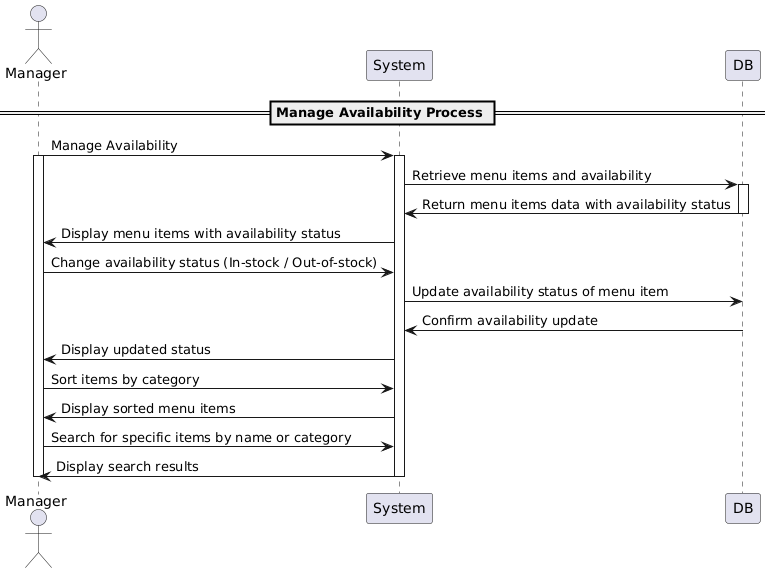 Manager
System
DB
Manage Availability Process
Manage Availability
Retrieve menu items and availability
Return menu items data with availability status
Display menu items with availability status
Change availability status (In-stock / Out-of-stock)
Update availability status of menu item
Confirm availability update
Display updated status
Sort items by category
Display sorted menu items
Search for specific items by name or category
Display search results
Manager
System
DB